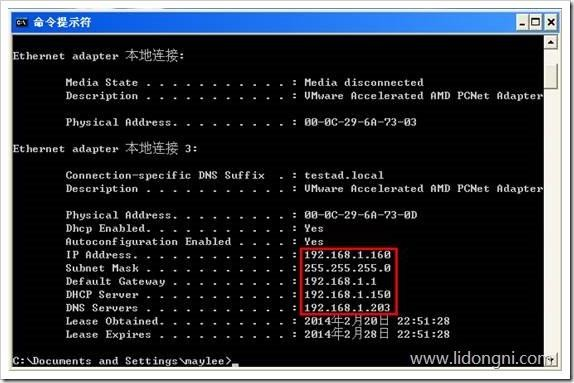 命令提示符
Ethernet adapter 本地连接:
Media State . . . . . . . . . . . : Media disconnected
Description . . . . . . . . . . . : VMware Accelerated AMD PCNet Adapter
Physical Address. . . . . . . . . : 00-0C-29-6A-73-03
Ethernet adapter 本地连接 3:
Connection-specific DNS Suffix  . : testad.local
Description . . . . . . . . . . . : VMware Accelerated AMD PCNet Adapter
Physical Address. . . . . . . . . : 00-0C-29-6A-73-0D
Dhcp Enabled. . . . . . . . . . . : Yes
Autoconfiguration Enabled . . . . : Yes
IP Address. . . . . . . . . . . . : 192.168.1.160
Subnet Mask . . . . . . . . . . . : 255.255.255.0
Default Gateway . . . . . . . . . : 192.168.1.1
DHCP Server . . . . . . . . . . . : 192.168.1.150
DNS Servers . . . . . . . . . . . : 192.168.1.203
Lease Obtained. . . . . . . . . . : 2014年2月20日 22:51:28
Lease Expires . . . . . . . . . . : 2014年2月28日 22:51:28
C:\Documents and Settings\maylee>_
www.lidongni.com